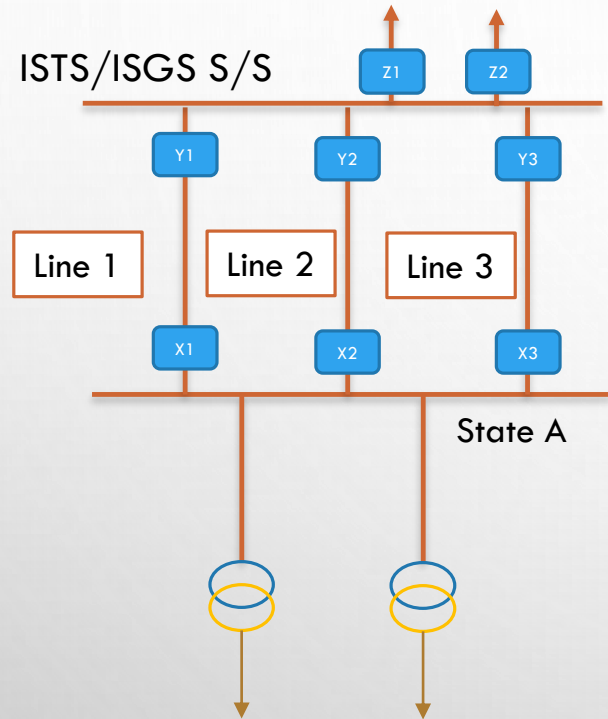 Z1
Z2
ISTS/ISGS S/S
Y1
Y2
Y3
Line 1
Line 2
Line 3
X1
X2
X3
State A